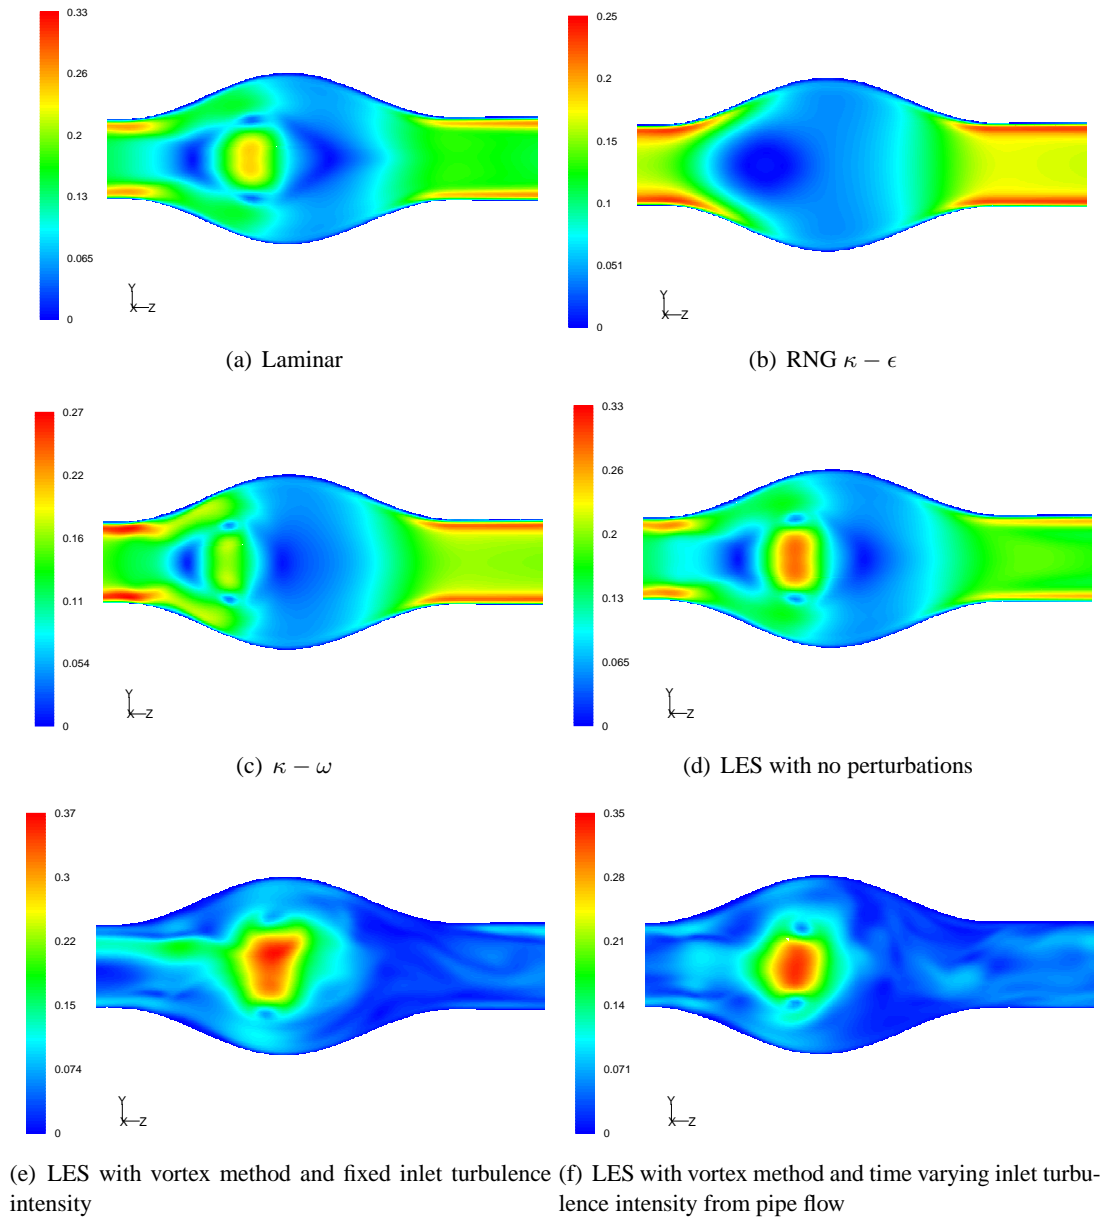 0.33
0.26
0.2
0.13
0.065
0
Y
X Z
(a) Laminar
0.25
0.2
0.15
0.1
0.051
0
Y
X Z
(b) RNG κ − ϵ
0.27
0.22
0.16
0.11
0.054
0
Y
X Z
(c) κ − ω
0.33
0.26
0.2
0.13
0.065
0
Y
X Z
(d) LES with no perturbations
0.37
0.3
0.22
0.15
0.074
0
Y
X Z
(e) LES with vortex method and fixed inlet turbulence
intensity
0.35
0.28
0.21
0.14
0.071
0
Y
X Z
(f) LES with vortex method and time varying inlet turbu-
lence intensity from pipe flow